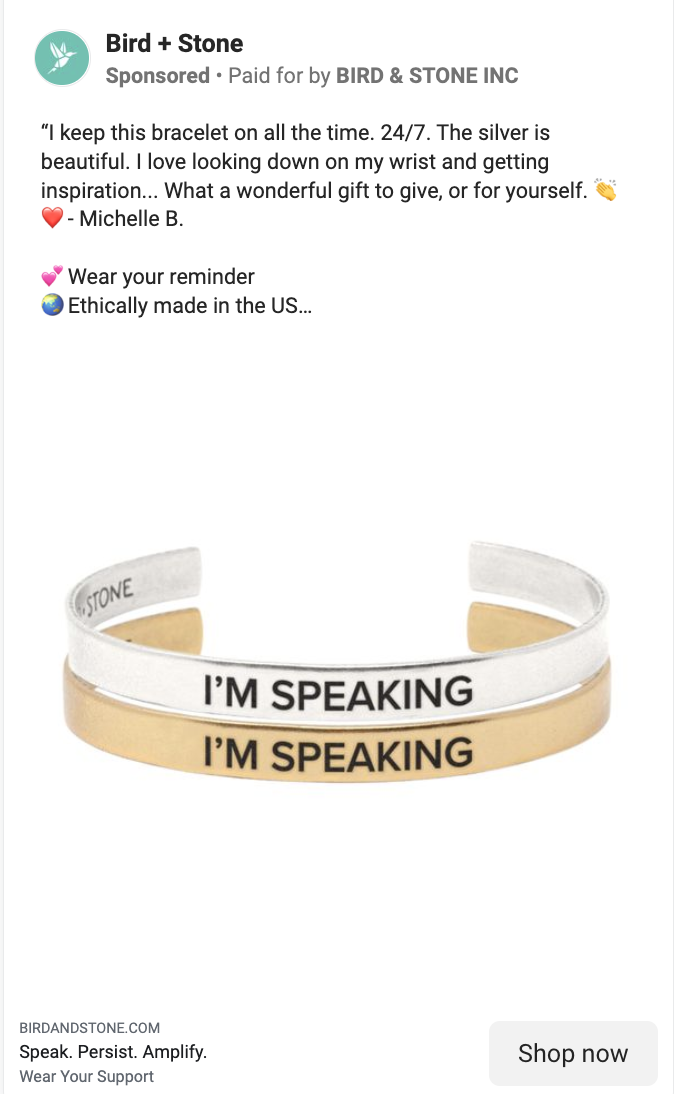 Bird + Stone
Sponsored • Paid for by BIRD & STONE INC
“I keep this bracelet on all the time. 24/7. The silver is
beautiful. I love looking down on my wrist and getting
inspiration... What a wonderful gift to give, or for yourself. 👏
❤️ - Michelle B.
💕 Wear your reminder
🌏 Ethically made in the US...
STONE
I’M SPEAKING
I’M SPEAKING
BIRDANDSTONE.COM
Speak. Persist. Amplify.
Wear Your Support
Shop now